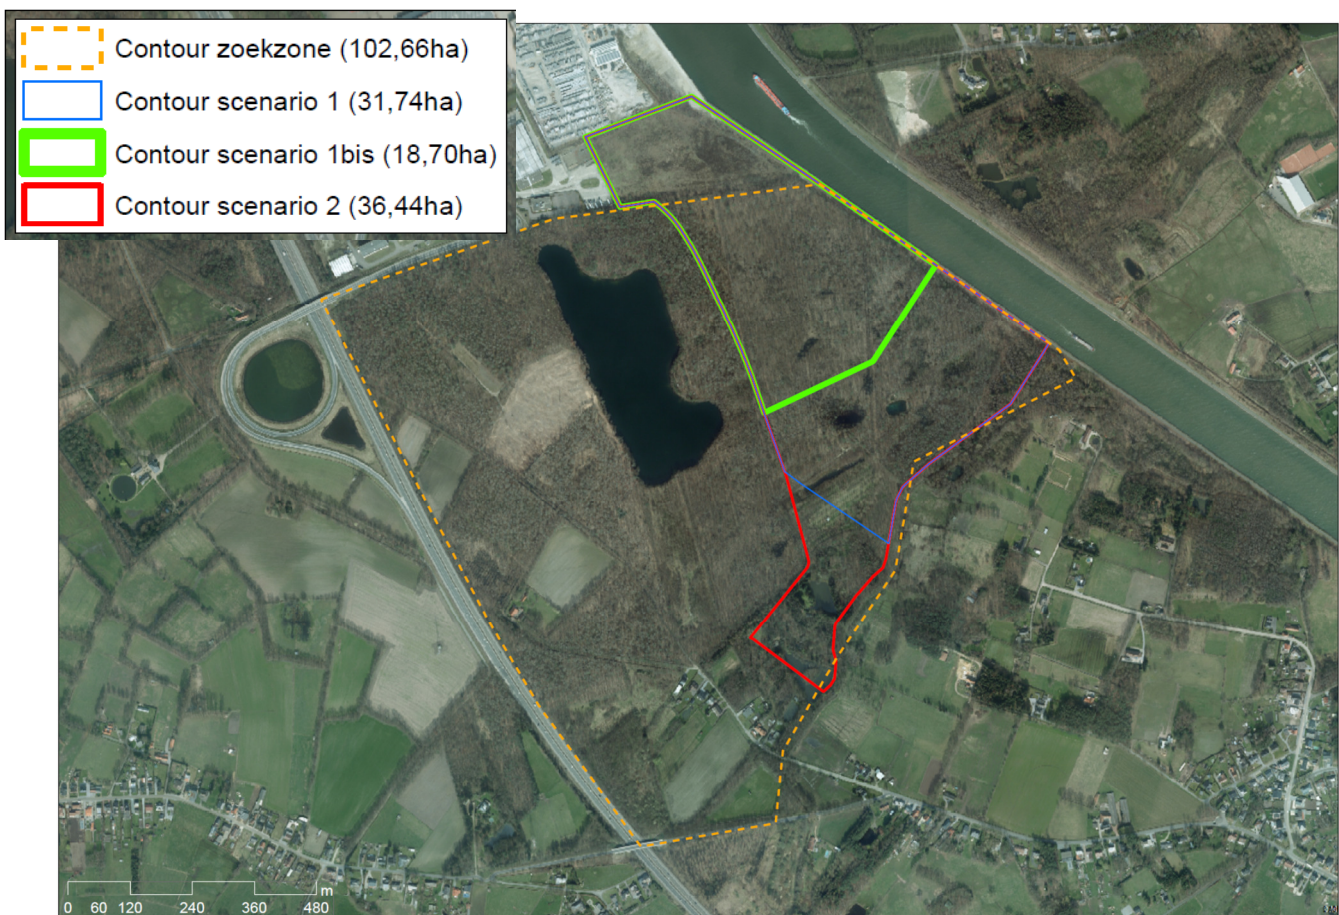 Contour zoekzone (102,66ha)
Contour scenario 1 (31,74ha)
Contour scenario 1bis (18,70ha)
Contour scenario 2 (36,44ha)
m
0 60 120 240 360 480